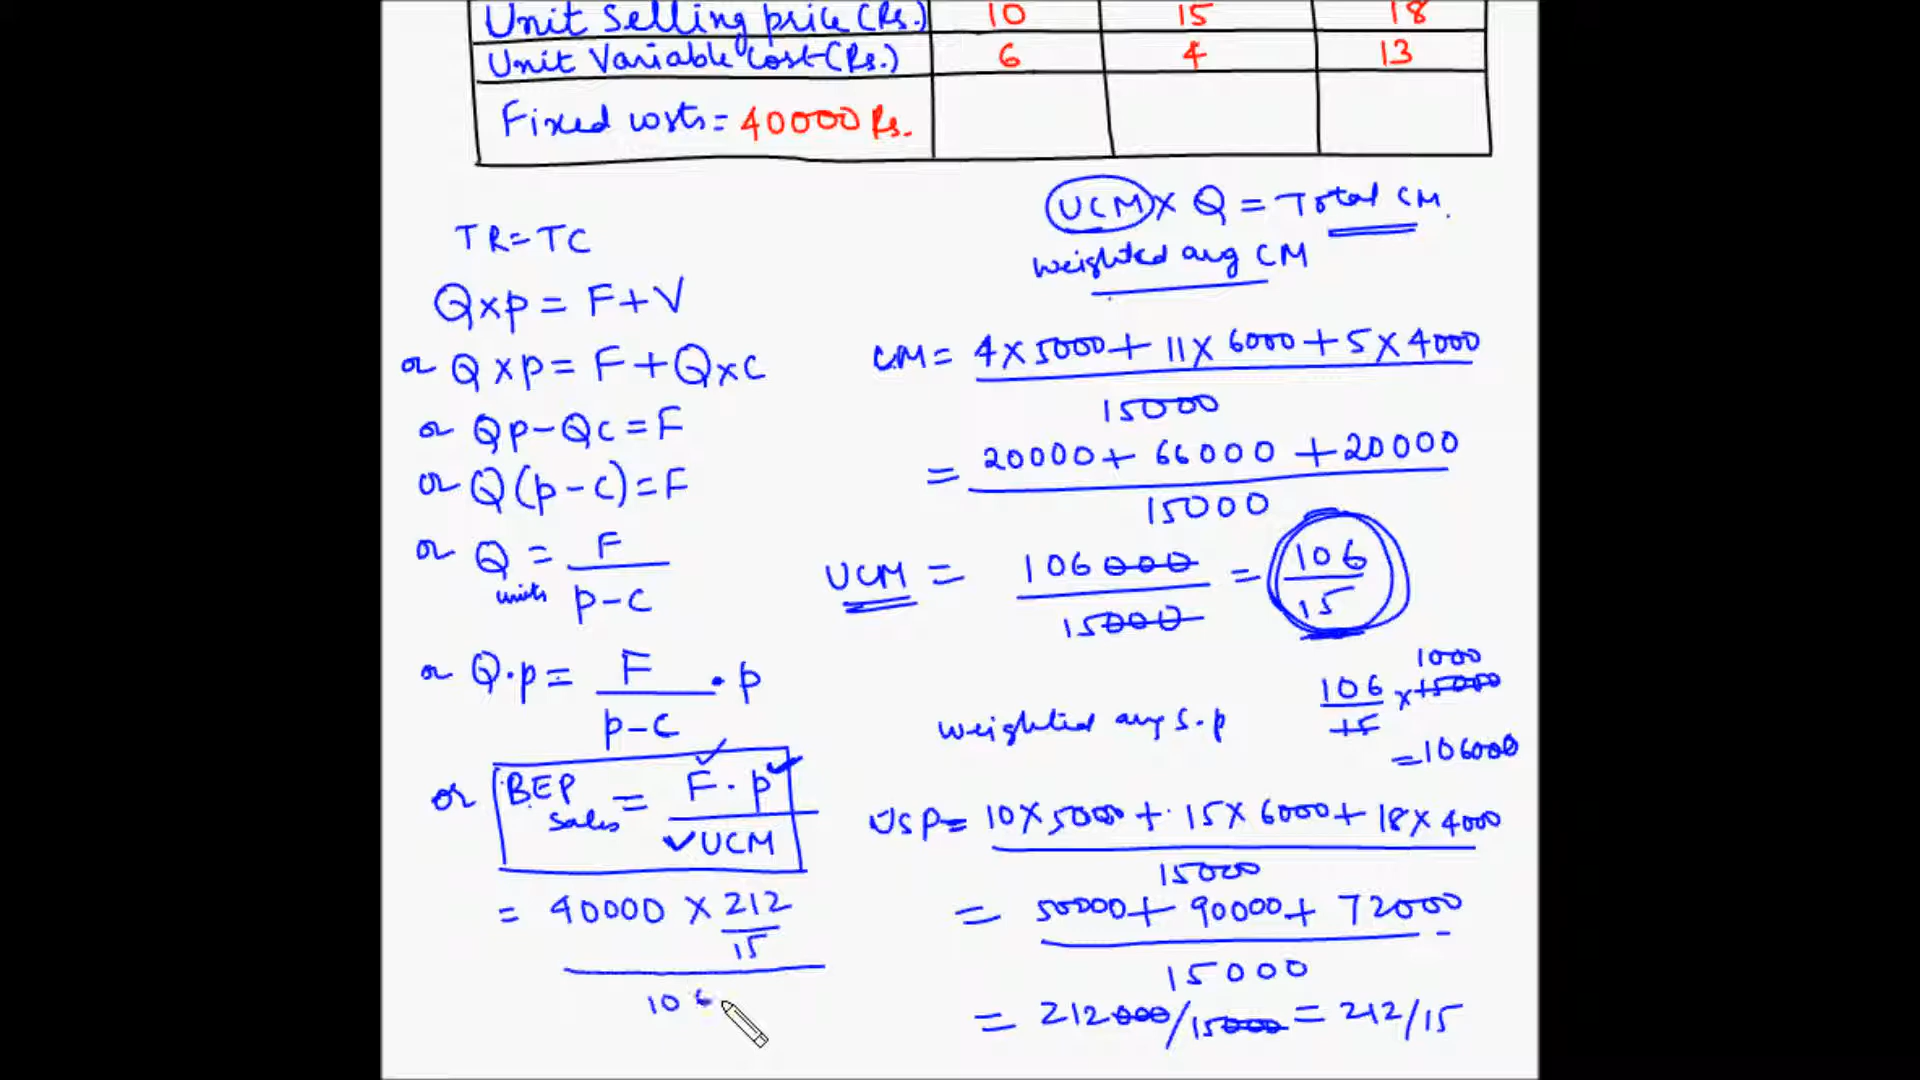 Unit Selling price (Rs.) 10 15 18
Unit Variable Cost (Rs.) 6 4 13
Fixed costs = 40000 Rs.
UCM × Q = Total CM.
weighted avg CM
TR = TC
Q×p = F+V
or Q×p = F+Q×c
or Qp-Qc = F
or Q(p-c) = F
or Q = F
units p-c
or Q.p = F . p
p-c
or BEP = F . p
Sales UCM
= 40000 × 212
15
10 6
CM = 4×5000 + 11×6000 + 5×4000
15000
= 20000 + 66000 + 20000
15000
UCM = 106000 = 106
15000 15
106 × 15000 1000
15
= 106000
weighted avg S.p
USP = 10×5000 + 15×6000 + 18×4000
15000
= 50000 + 90000 + 72000
15000
= 212000/15000 = 212/15